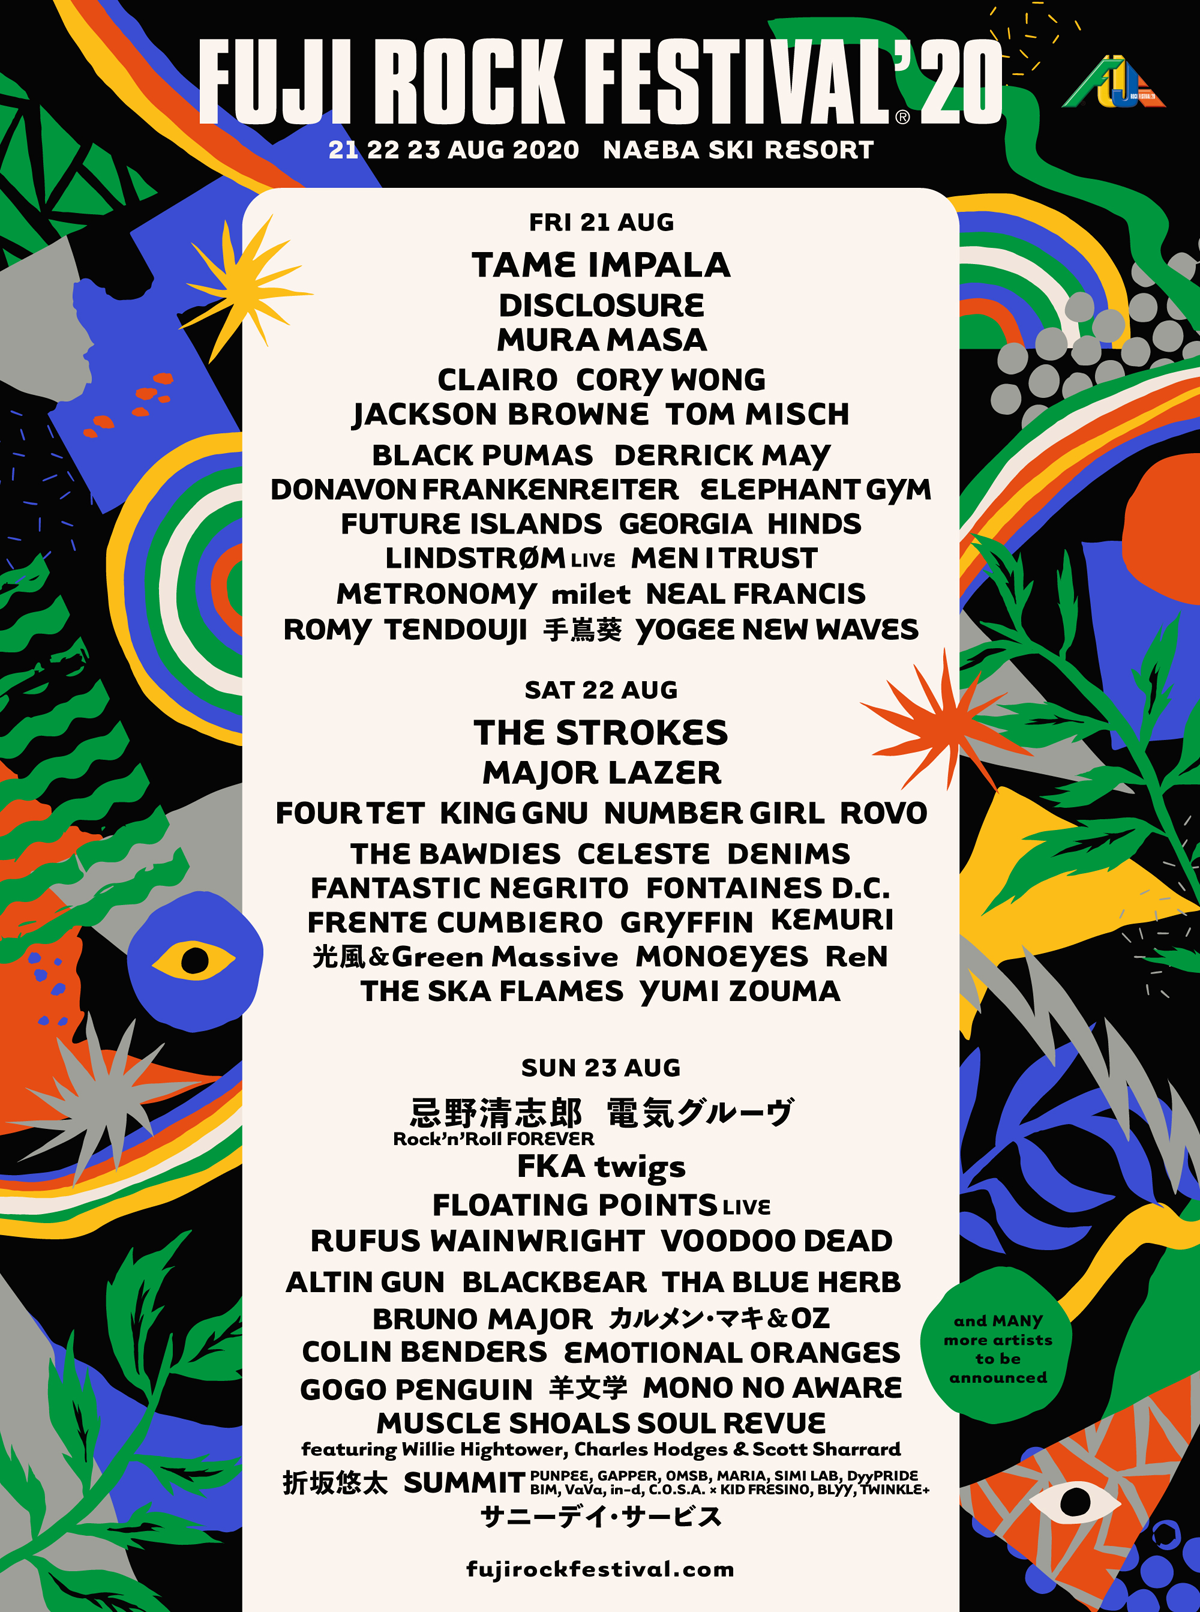 FUJI ROCK FESTIVAL'20
®
21 22 23 AUG 2020 NAEBA SKI RESORT
FRI 21 AUG
TAME IMPALA
DISCLOSURE
MURA MASA
CLAIRO CORY WONG
JACKSON BROWNE TOM MISCH
BLACK PUMAS DERRICK MAY
DONAVON FRANKENREITER ELEPHANT GYM
FUTURE ISLANDS GEORGIA HINDS
LINDSTRØM LIVE MEN I TRUST
METRONOMY milet NEAL FRANCIS
ROMY TENDOUJI 手嶌葵 YOGEE NEW WAVES
SAT 22 AUG
THE STROKES
MAJOR LAZER
FOUR TET KING GNU NUMBER GIRL ROVO
THE BAWDIES CELESTE DENIMS
FANTASTIC NEGRITO FONTAINES D.C.
FRENTE CUMBIERO GRYFFIN KEMURI
光風&Green Massive MONOEYES ReN
THE SKA FLAMES YUMI ZOUMA
SUN 23 AUG
忌野清志郎 電気グルーヴ
Rock'n'Roll FOREVER
FKA twigs
FLOATING POINTS LIVE
RUFUS WAINWRIGHT VOODOO DEAD
ALTIN GUN BLACKBEAR THA BLUE HERB
BRUNO MAJOR カルメン・マキ&OZ
COLIN BENDERS EMOTIONAL ORANGES
GOGO PENGUIN 羊文学 MONO NO AWARE
MUSCLE SHOALS SOUL REVUE
featuring Willie Hightower, Charles Hodges & Scott Sharrard
折坂悠太 SUMMIT PUNPEE, GAPPER, OMSB, MARIA, SIMI LAB, DyyPRIDE
BIM, VaVa, in-d, C.O.S.A. × KID FRESINO, BLYY, TWINKLE+
サニーデイ・サービス
and MANY
more artists
to be
announced
fujirockfestival.com